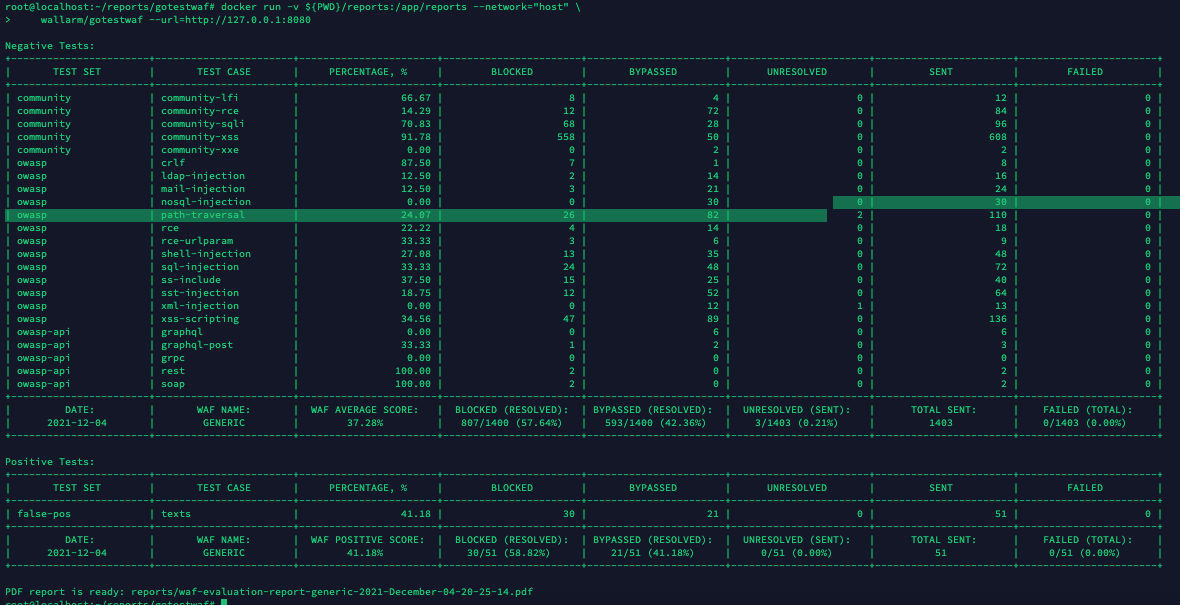 root@localhost:~/reports/gotestwaf# docker run -v ${PWD}/reports:/app/reports --network="host" \
>     wallarm/gotestwaf --url=http://127.0.0.1:8080
Negative Tests:
| TEST SET | TEST CASE | PERCENTAGE, % | BLOCKED | BYPASSED | UNRESOLVED | SENT | FAILED |
| community | community-lfi | 66.67 | 8 | 4 | 0 | 12 | 0 |
| community | community-rce | 14.29 | 12 | 72 | 0 | 84 | 0 |
| community | community-sqli | 70.83 | 68 | 28 | 0 | 96 | 0 |
| community | community-xss | 91.78 | 558 | 50 | 0 | 608 | 0 |
| community | community-xxe | 0.00 | 0 | 2 | 0 | 2 | 0 |
| owasp | crlf | 87.50 | 7 | 1 | 0 | 8 | 0 |
| owasp | ldap-injection | 12.50 | 2 | 14 | 0 | 16 | 0 |
| owasp | mail-injection | 12.50 | 3 | 21 | 0 | 24 | 0 |
| owasp | nosql-injection | 0.00 | 0 | 30 | 0 | 30 | 0 |
| owasp | path-traversal | 24.07 | 26 | 82 | 2 | 110 | 0 |
| owasp | rce | 22.22 | 4 | 14 | 0 | 18 | 0 |
| owasp | rce-urlparam | 33.33 | 3 | 6 | 0 | 9 | 0 |
| owasp | shell-injection | 27.08 | 13 | 35 | 0 | 48 | 0 |
| owasp | sql-injection | 33.33 | 24 | 48 | 0 | 72 | 0 |
| owasp | ss-include | 37.50 | 15 | 25 | 0 | 40 | 0 |
| owasp | sst-injection | 18.75 | 12 | 52 | 0 | 64 | 0 |
| owasp | xml-injection | 0.00 | 0 | 12 | 1 | 13 | 0 |
| owasp | xss-scripting | 34.56 | 47 | 89 | 0 | 136 | 0 |
| owasp-api | graphql | 0.00 | 0 | 6 | 0 | 6 | 0 |
| owasp-api | graphql-post | 33.33 | 1 | 2 | 0 | 3 | 0 |
| owasp-api | grpc | 0.00 | 0 | 0 | 0 | 0 | 0 |
| owasp-api | rest | 100.00 | 2 | 0 | 0 | 2 | 0 |
| owasp-api | soap | 100.00 | 2 | 0 | 0 | 2 | 0 |
| DATE: | WAF NAME: | WAF AVERAGE SCORE: | BLOCKED (RESOLVED): | BYPASSED (RESOLVED): | UNRESOLVED (SENT): | TOTAL SENT: | FAILED (TOTAL): |
| 2021-12-04 | GENERIC | 37.28% | 807/1400 (57.64%) | 593/1400 (42.36%) | 3/1403 (0.21%) | 1403 | 0/1403 (0.00%) |
Positive Tests:
| TEST SET | TEST CASE | PERCENTAGE, % | BLOCKED | BYPASSED | UNRESOLVED | SENT | FAILED |
| false-pos | texts | 41.18 | 30 | 21 | 0 | 51 | 0 |
| DATE: | WAF NAME: | WAF POSITIVE SCORE: | BLOCKED (RESOLVED): | BYPASSED (RESOLVED): | UNRESOLVED (SENT): | TOTAL SENT: | FAILED (TOTAL): |
| 2021-12-04 | GENERIC | 41.18% | 30/51 (58.82%) | 21/51 (41.18%) | 0/51 (0.00%) | 51 | 0/51 (0.00%) |
PDF report is ready: reports/waf-evaluation-report-generic-2021-December-04-20-25-14.pdf
root@localhost:~/reports/gotestwaf#